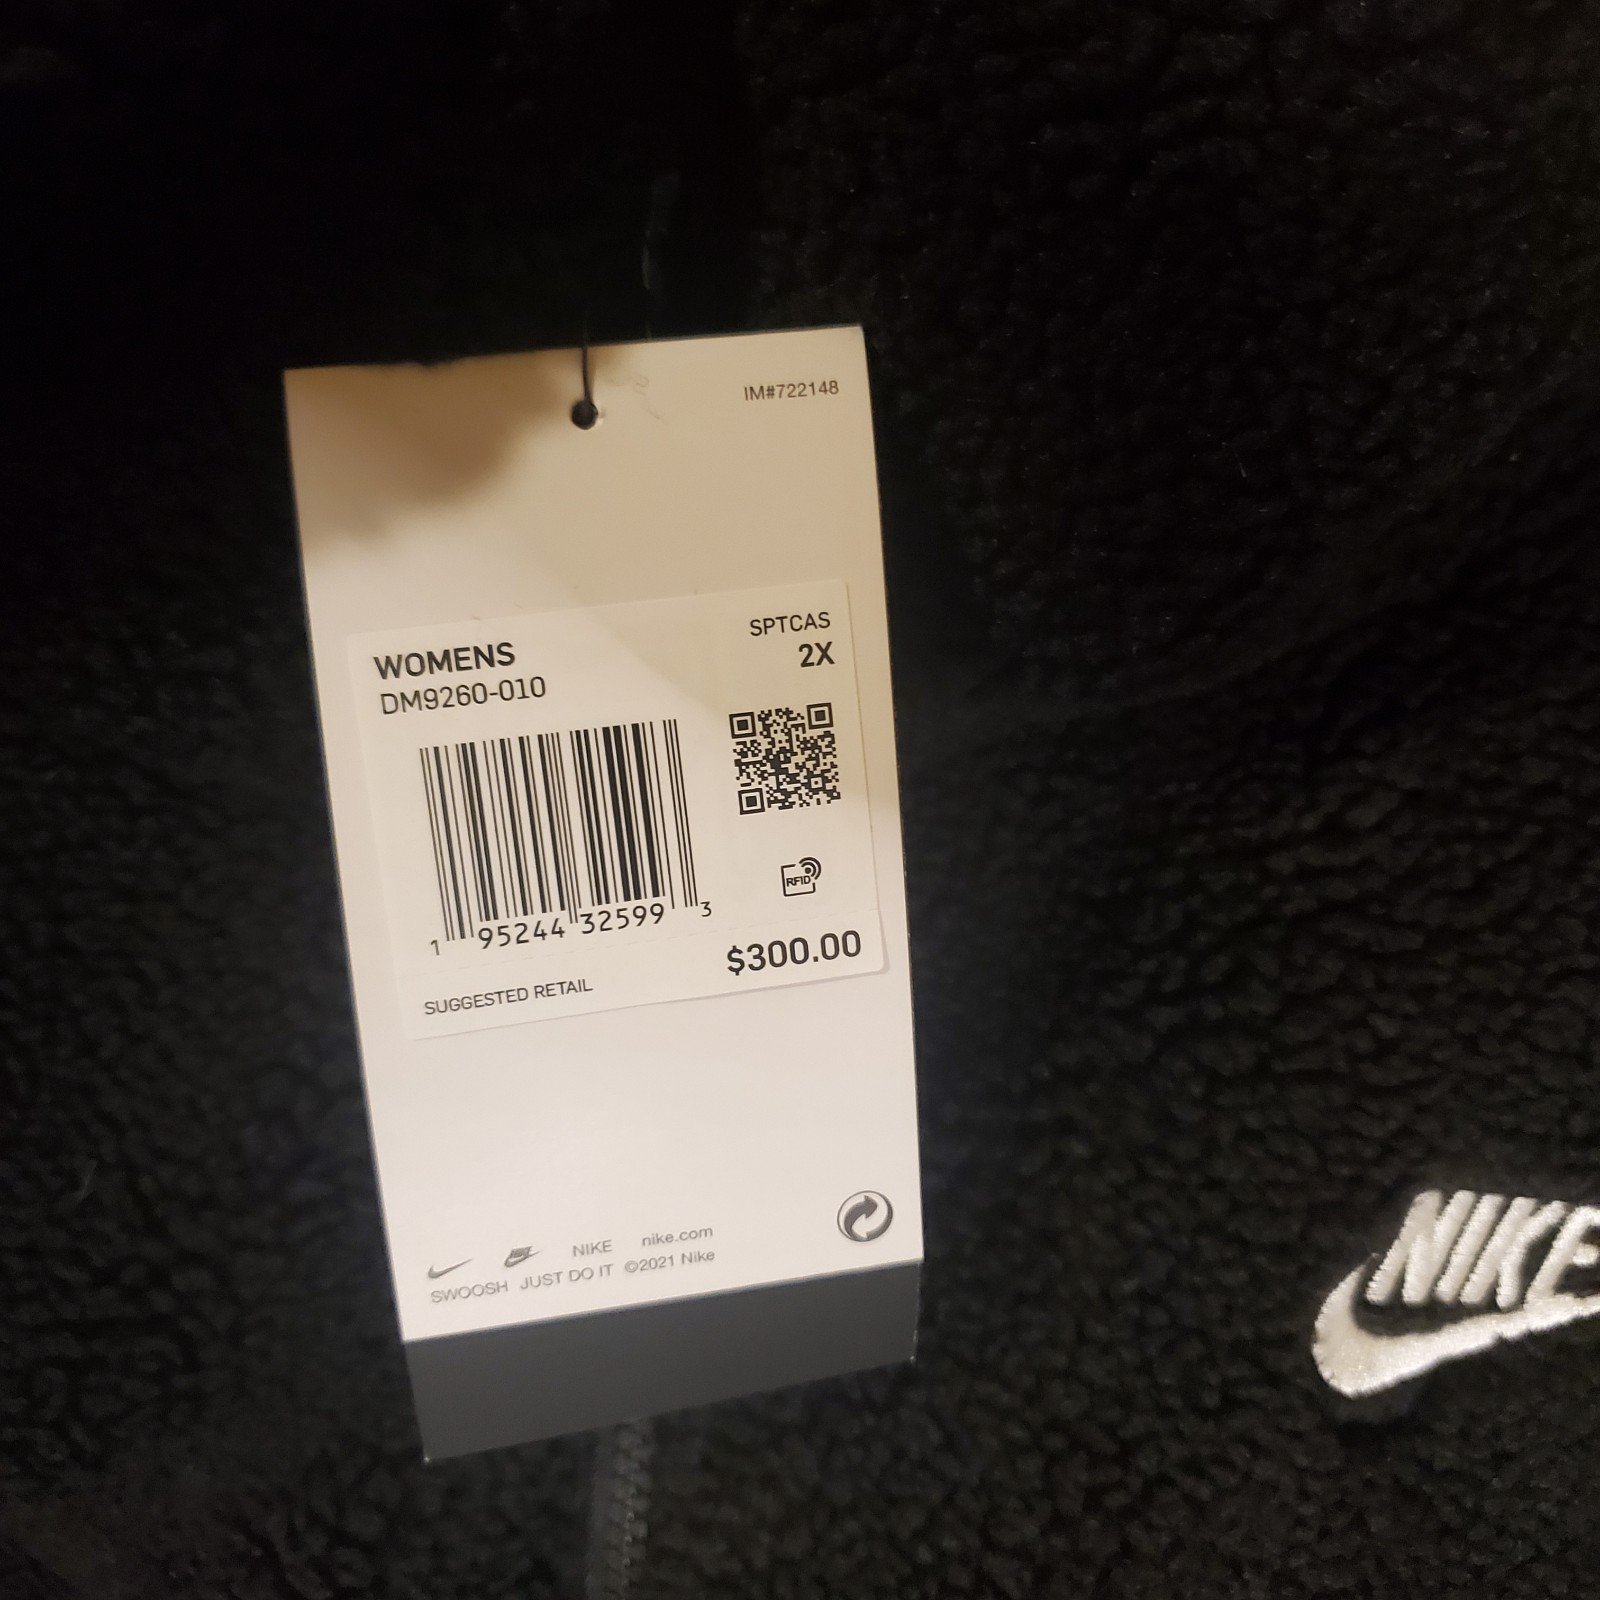 IM#722148
WOMENS
SPTCAS
DM9260-010
2X
RFID
1 95244 32599 3
$300.00
SUGGESTED RETAIL
NIKE nike.com
SWOOSH JUST DO IT ©2021 Nike
NIKE